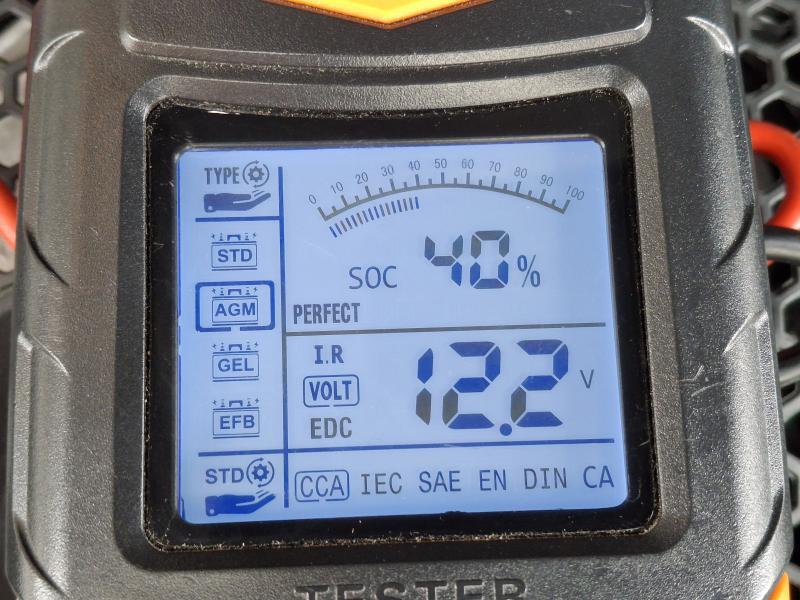 TYPE
0 10 20 30 40 50 60 70 80 90 100
STD
SOC 40%
AGM
PERFECT
I.R
GEL
VOLT 12.2 V
EFB
EDC
STD
CCA IEC SAE EN DIN CA
TESTER